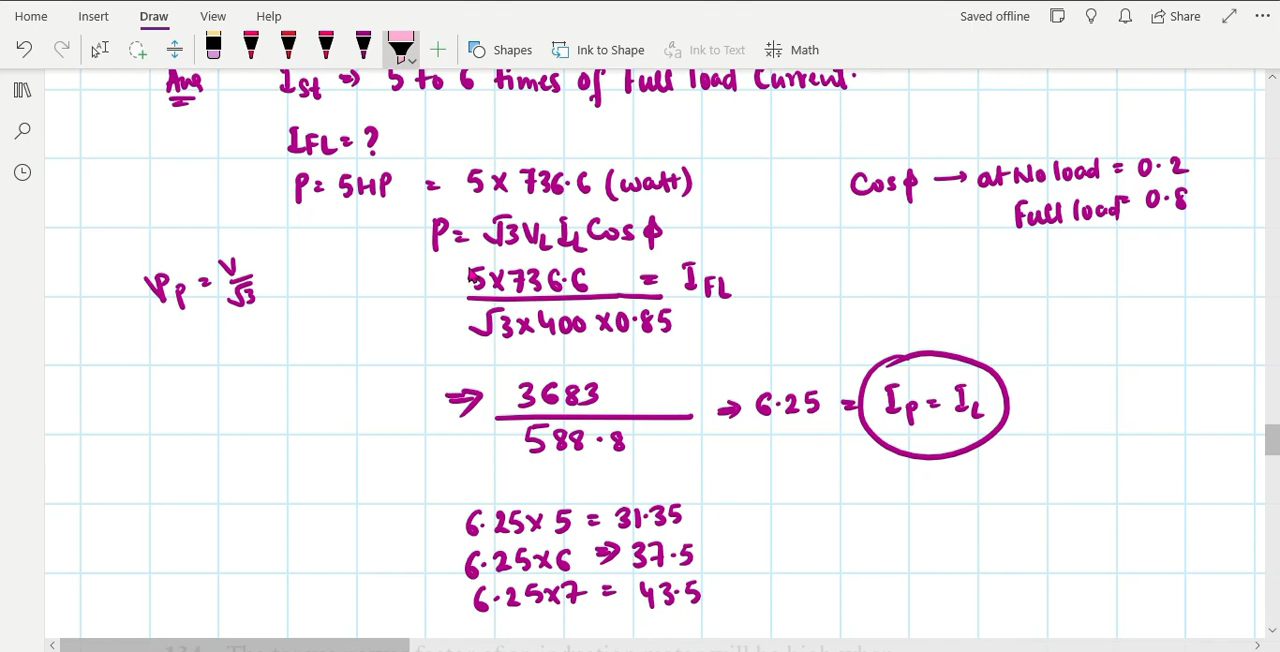 Home Insert Draw View Help Saved offline Share
Shapes Ink to Shape Ink to Text Math
Ans Ist ⇒ 5 to 6 times of full load Current.
IFL = ?
P = 5HP = 5 × 736.6 (watt)
Cos ϕ → at No load = 0.2
Full load = 0.8
P = √3 VL IL Cos ϕ
Vp = V/√3
5×736.6 = IFL
√3×400×0.85
⇒ 3683 → 6.25 = Ip = IL
588.8
6.25×5 = 31.35
6.25×6 ⇒ 37.5
6.25×7 = 43.5